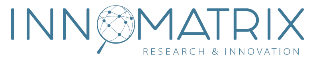 INNOMATRIX
RESEARCH & INNOVATION